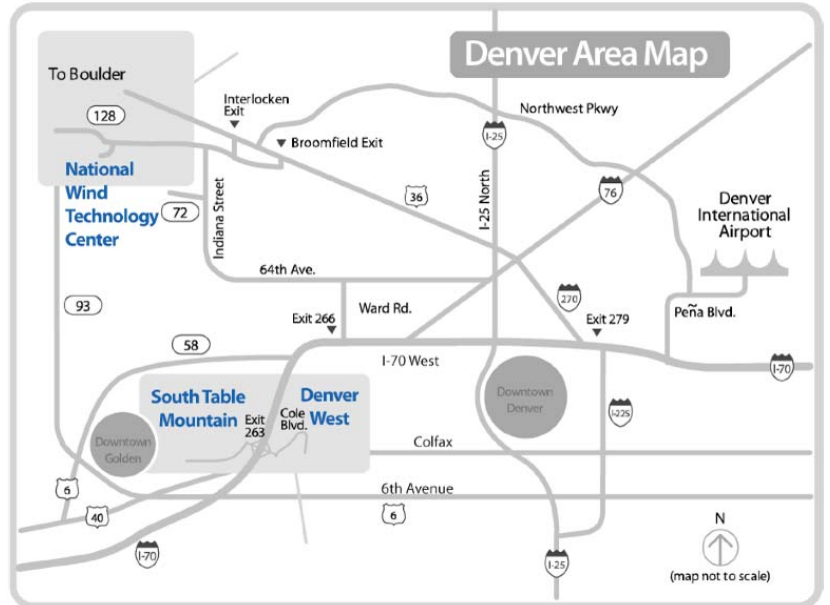 Denver Area Map
To Boulder
128
Interlocken
Exit
Broomfield Exit
Northwest Pkwy
I-25
National
Wind
Technology
Center
72
Indiana Street
36
I-25 North
76
Denver
International
Airport
64th Ave.
93
Exit 266
Ward Rd.
270
Exit 279
Peña Blvd.
58
I-70 West
I-70
South Table
Mountain
Denver
West
Exit
263
Cole
Blvd.
Downtown
Denver
I-225
Downtown
Golden
Colfax
6
40
6th Avenue
6
I-70
I-25
N
(map not to scale)